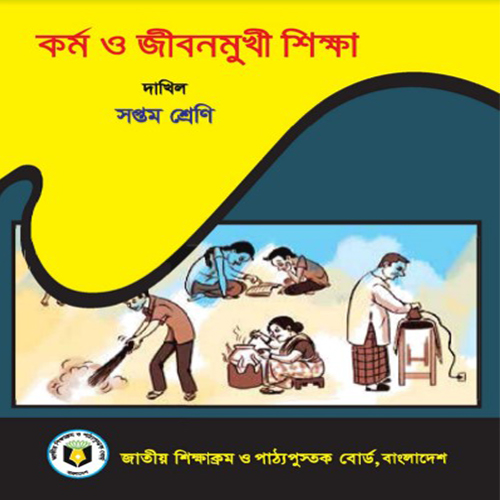 কর্ম ও জীবনমুখী শিক্ষা
দাখিল
সপ্তম শ্রেণি
জাতীয় শিক্ষাক্রম ও পাঠ্যপুস্তক বোর্ড, বাংলাদেশ